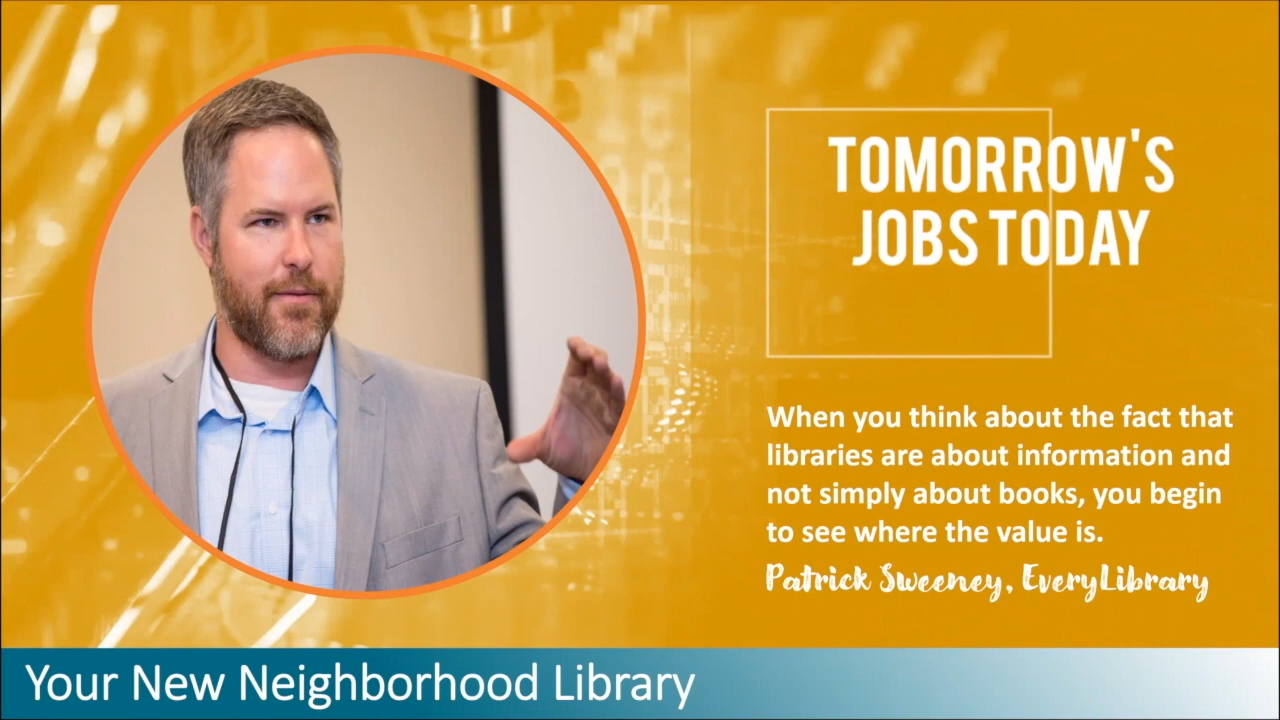 TOMORROW'S
JOBS TODAY
When you think about the fact that
libraries are about information and
not simply about books, you begin
to see where the value is.
Patrick Sweeney, EveryLibrary
Your New Neighborhood Library